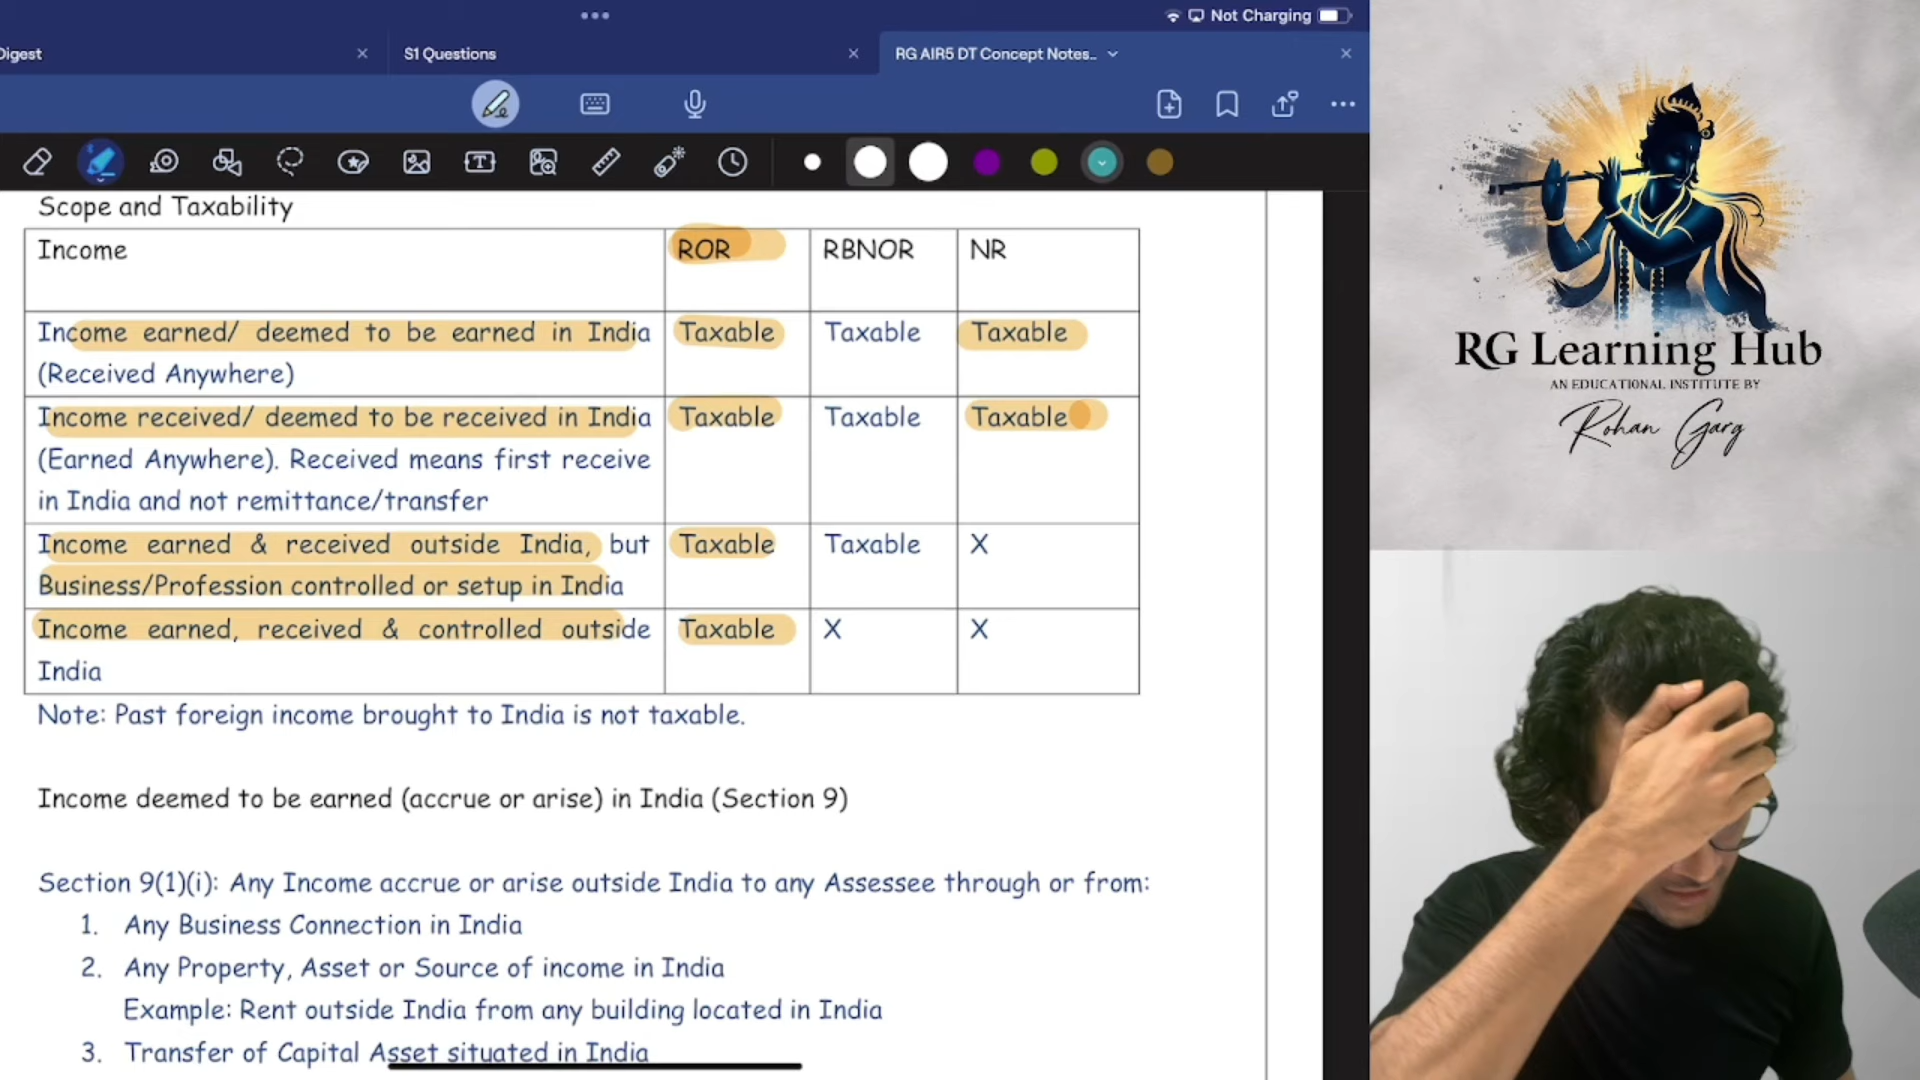 Not Charging
Digest
S1 Questions
RG AIR5 DT Concept Notes..
Scope and Taxability
Income ROR RBNOR NR
Income earned/ deemed to be earned in India Taxable Taxable Taxable
(Received Anywhere)
Income received/ deemed to be received in India Taxable Taxable Taxable
(Earned Anywhere). Received means first receive
in India and not remittance/transfer
Income earned & received outside India, but Taxable Taxable X
Business/Profession controlled or setup in India
Income earned, received & controlled outside Taxable X X
India
Note: Past foreign income brought to India is not taxable.
Income deemed to be earned (accrue or arise) in India (Section 9)
Section 9(1)(i): Any Income accrue or arise outside India to any Assessee through or from:
1. Any Business Connection in India
2. Any Property, Asset or Source of income in India
Example: Rent outside India from any building located in India
3. Transfer of Capital Asset situated in India
RG Learning Hub
AN EDUCATIONAL INSTITUTE BY
Rohan Garg